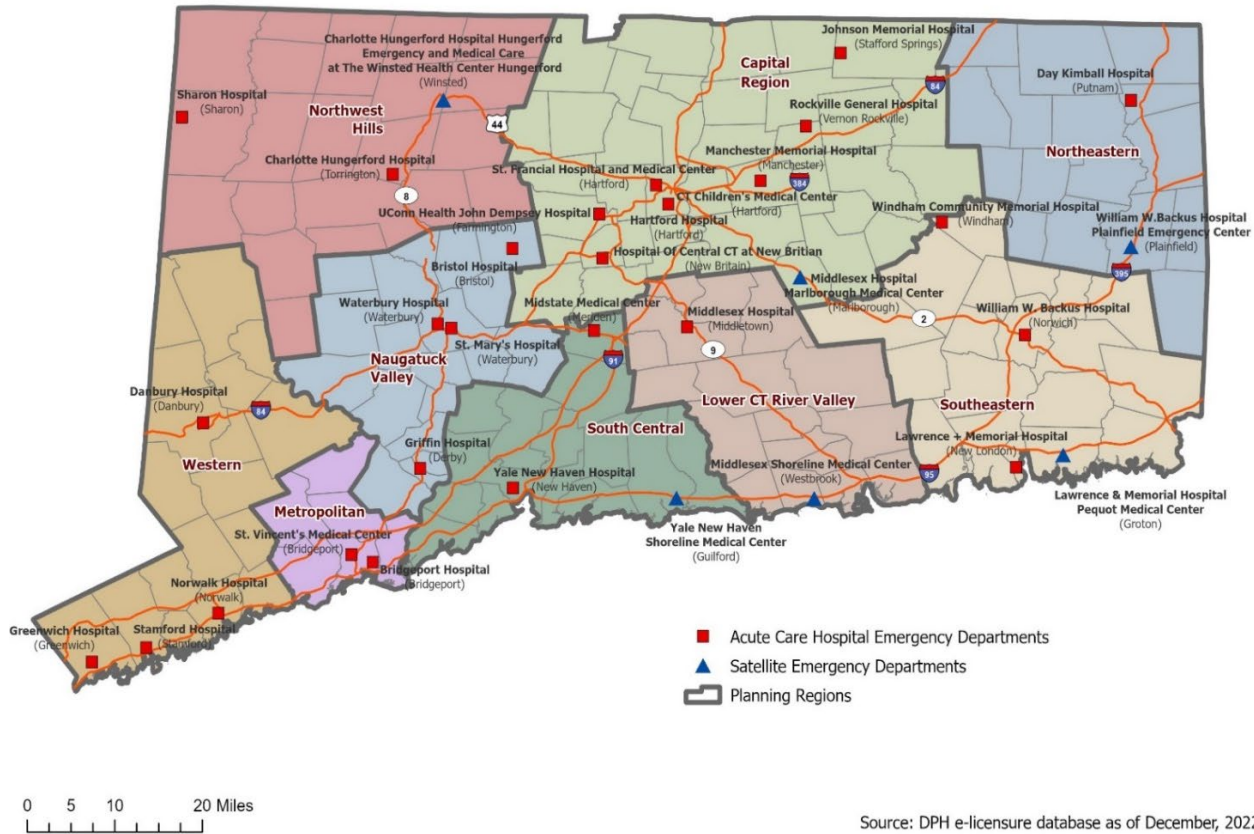 Charlotte Hungerford Hospital Hungerford
Emergency and Medical Care
at The Winsted Health Center Hungerford
(Winsted)
Johnson Memorial Hospital
(Stafford Springs)
Capital
Region
84
Day Kimball Hospital
(Putnam)
Sharon Hospital
(Sharon)
Northwest
Hills
44
Rockville General Hospital
(Vernon Rockville)
Northeastern
Charlotte Hungerford Hospital
(Torrington)
8
Manchester Memorial Hospital
(Manchester)
384
St. Francial Hospital and Medical Center
(Hartford)
CT Children's Medical Center
(Hartford)
UConn Health John Dempsey Hospital
(Farmington)
Hartford Hospital
(Hartford)
Windham Community Memorial Hospital
(Windham)
William W.Backus Hospital
Plainfield Emergency Center
(Plainfield)
395
Bristol Hospital
(Bristol)
Hospital Of Central CT at New Britian
(New Britain)
Middlesex Hospital
Marlborough Medical Center
(Marlborough)
Waterbury Hospital
(Waterbury)
Midstate Medical Center
(Meriden)
Middlesex Hospital
(Middletown)
2
William W. Backus Hospital
(Norwich)
St. Mary's Hospital
(Waterbury)
9
91
Naugatuck
Valley
Danbury Hospital
(Danbury)
84
Lower CT River Valley
Southeastern
South Central
Griffin Hospital
(Derby)
Lawrence + Memorial Hospital
(New London)
Western
Yale New Haven Hospital
(New Haven)
Middlesex Shoreline Medical Center
(Westbrook)
95
Lawrence & Memorial Hospital
Pequot Medical Center
(Groton)
Metropolitan
St. Vincent's Medical Center
(Bridgeport)
Yale New Haven
Shoreline Medical Center
(Guilford)
Bridgeport Hospital
(Bridgeport)
Norwalk Hospital
(Norwalk)
Greenwich Hospital
(Greenwich)
Stamford Hospital
(Stamford)
Acute Care Hospital Emergency Departments
Satellite Emergency Departments
Planning Regions
0 5 10 20 Miles
Source: DPH e-licensure database as of December, 2022